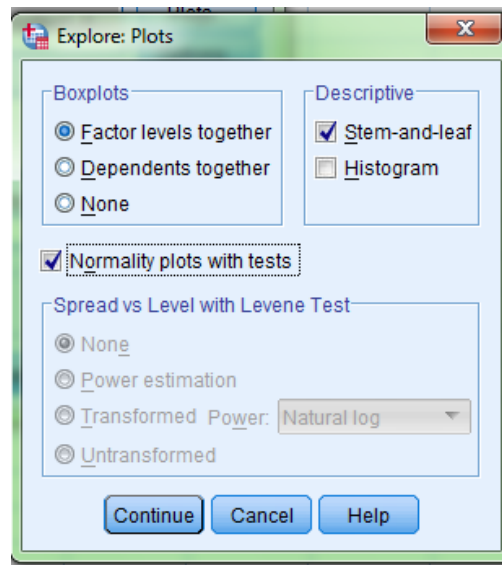 Plots
Explore: Plots
Boxplots
Factor levels together
Dependents together
None
Descriptive
Stem-and-leaf
Histogram
Normality plots with tests
Spread vs Level with Levene Test
None
Power estimation
Transformed Power: Natural log
Untransformed
Continue Cancel Help